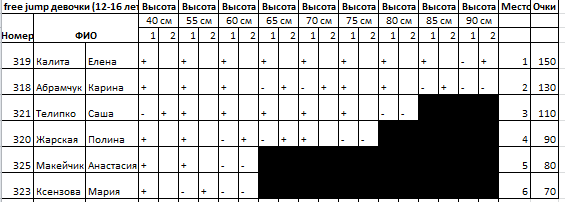 free jump девочки (12-16 лет Высота Высота Высота Высота Высота Высота Высота Высота Высота Место Очки
40 см 55 см 60 см 65 см 70 см 75 см 80 см 85 см 90 см
Номер ФИО 1 2 1 2 1 2 1 2 1 2 1 2 1 2 1 2 1 2
319 Калита Елена + + + + + + + + - + 1 150
318 Абрамчук Карина + + + - + - + + + - + - - 2 130
321 Телипко Саша - + + + + + + - - 3 110
320 Жарская Полина + + - + - + + - - 4 90
325 Макейчик Анастасия + + - - 5 80
323 Ксензова Мария + - + - - 6 70